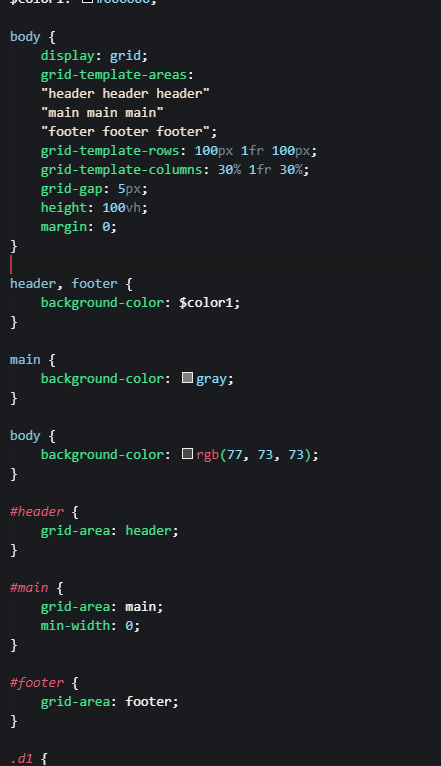 $color1: #000000;
body {
display: grid;
grid-template-areas:
"header header header"
"main main main"
"footer footer footer";
grid-template-rows: 100px 1fr 100px;
grid-template-columns: 30% 1fr 30%;
grid-gap: 5px;
height: 100vh;
margin: 0;
}
header, footer {
background-color: $color1;
}
main {
background-color: gray;
}
body {
background-color: rgb(77, 73, 73);
}
#header {
grid-area: header;
}
#main {
grid-area: main;
min-width: 0;
}
#footer {
grid-area: footer;
}
.d1 {